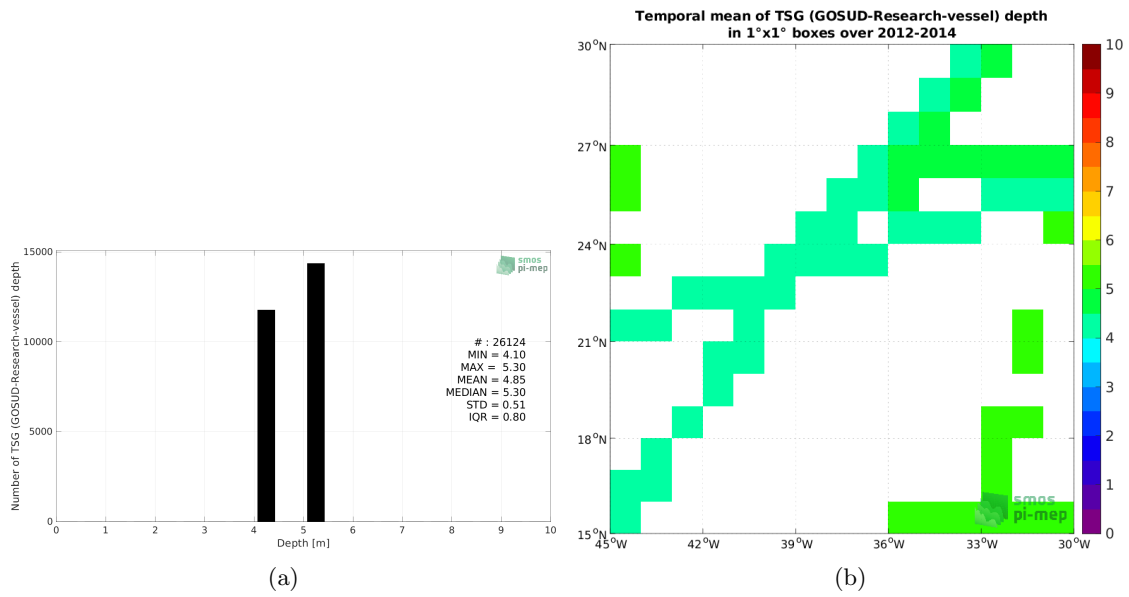 Number of TSG (GOSUD-Research-vessel) depth
15000
10000
5000
0
0 1 2 3 4 5 6 7 8 9 10
Depth [m]
smos
pi-mep
# : 26124
MIN = 4.10
MAX = 5.30
MEAN = 4.85
MEDIAN = 5.30
STD = 0.51
IQR = 0.80
(a)
Temporal mean of TSG (GOSUD-Research-vessel) depth
in 1°x1° boxes over 2012-2014
30°N
27°N
24°N
21°N
18°N
15°N
45°W 42°W 39°W 36°W 33°W 30°W
smos
pi-mep
10
9
8
7
6
5
4
3
2
1
0
(b)